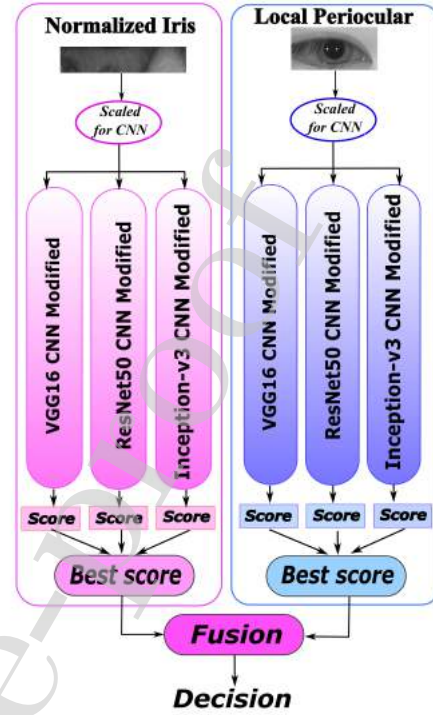 Normalized Iris
Scaled
for CNN
VGG16 CNN Modified
ResNet50 CNN Modified
Inception-v3 CNN Modified
Score
Score
Score
Best score
Local Periocular
Scaled
for CNN
VGG16 CNN Modified
ResNet50 CNN Modified
Inception-v3 CNN Modified
Score
Score
Score
Best score
Fusion
Decision
e-proof